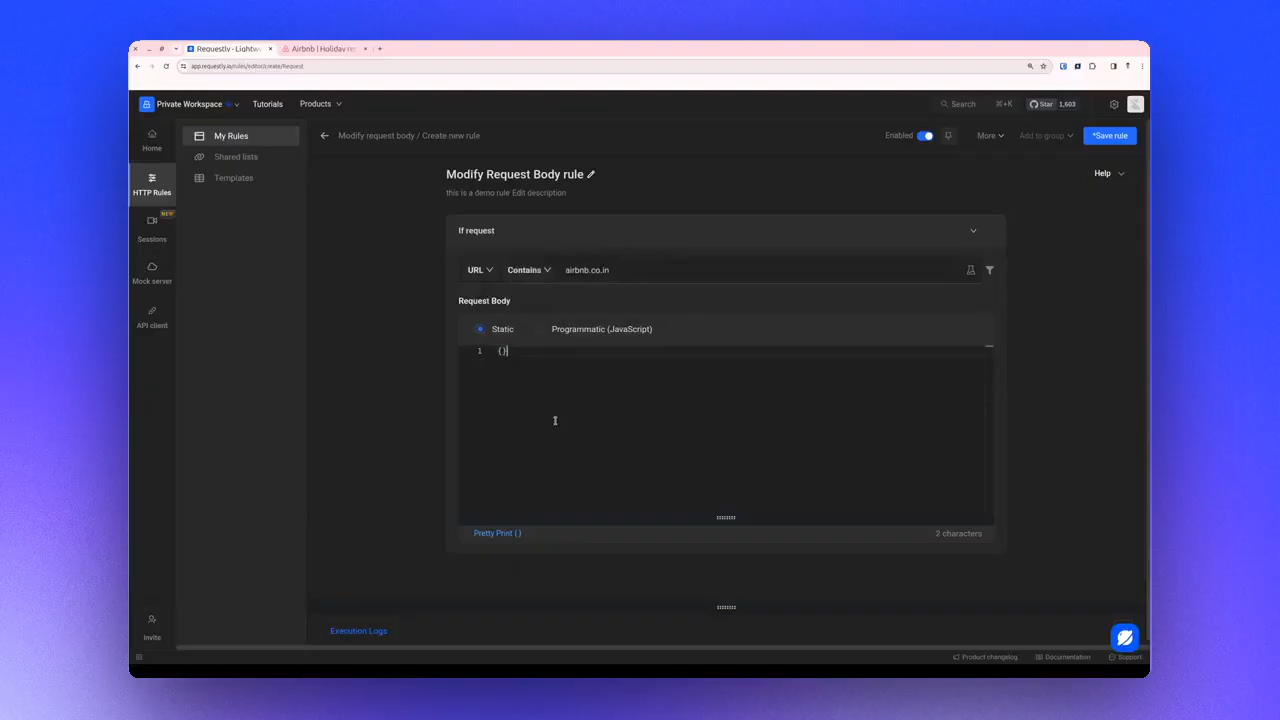 Requestly - Lightw
Airbnb | Holiday re
app.requestly.io/rules/editor/create/Request
Private Workspace
Tutorials
Products
Search
⌘+K
Star
1,603
Home
My Rules
Modify request body / Create new rule
Enabled
More
Add to group
*Save rule
Shared lists
Modify Request Body rule
Help
Templates
HTTP Rules
this is a demo rule Edit description
NEW
Sessions
If request
URL
Contains
airbnb.co.in
Mock server
Request Body
API client
Static
Programmatic (JavaScript)
1
{}
Pretty Print { }
2 characters
Invite
Execution Logs
Product changelog
Documentation
Support